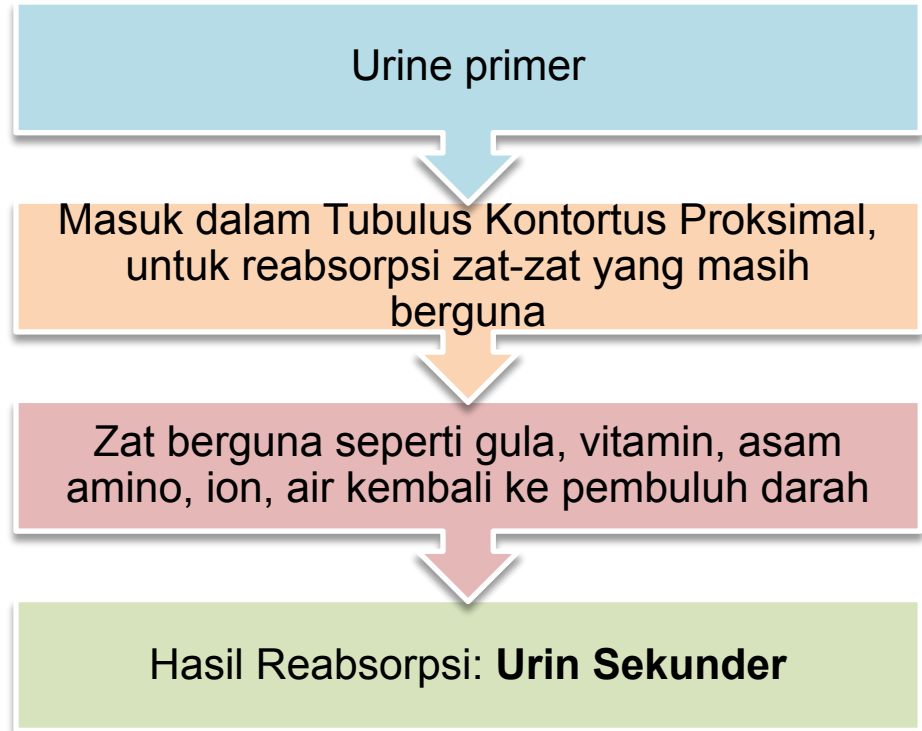 Urine primer
Masuk dalam Tubulus Kontortus Proksimal,
untuk reabsorpsi zat-zat yang masih
berguna
Zat berguna seperti gula, vitamin, asam
amino, ion, air kembali ke pembuluh darah
Hasil Reabsorpsi: Urin Sekunder